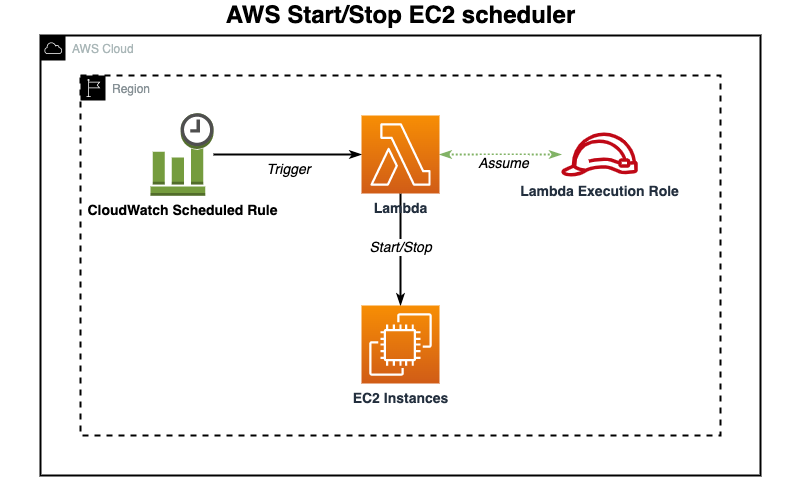 AWS Start/Stop EC2 scheduler
AWS Cloud
Region
Trigger
Assume
CloudWatch Scheduled Rule
Lambda
Lambda Execution Role
Start/Stop
EC2 Instances